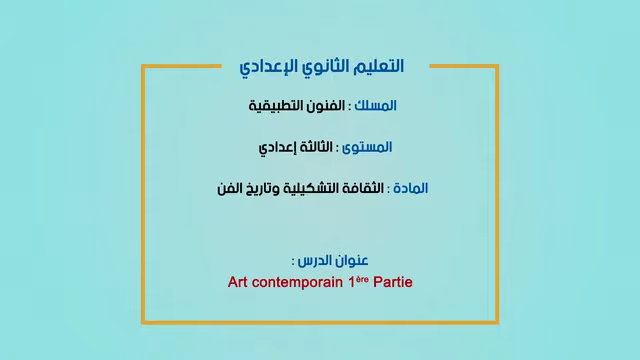 التعليم الثانوي الإعدادي
المسلك : الفنون التطبيقية
المستوى : الثالثة إعدادي
المادة : الثقافة التشكيلية وتاريخ الفن
عنوان الدرس :
Art contemporain 1ère Partie